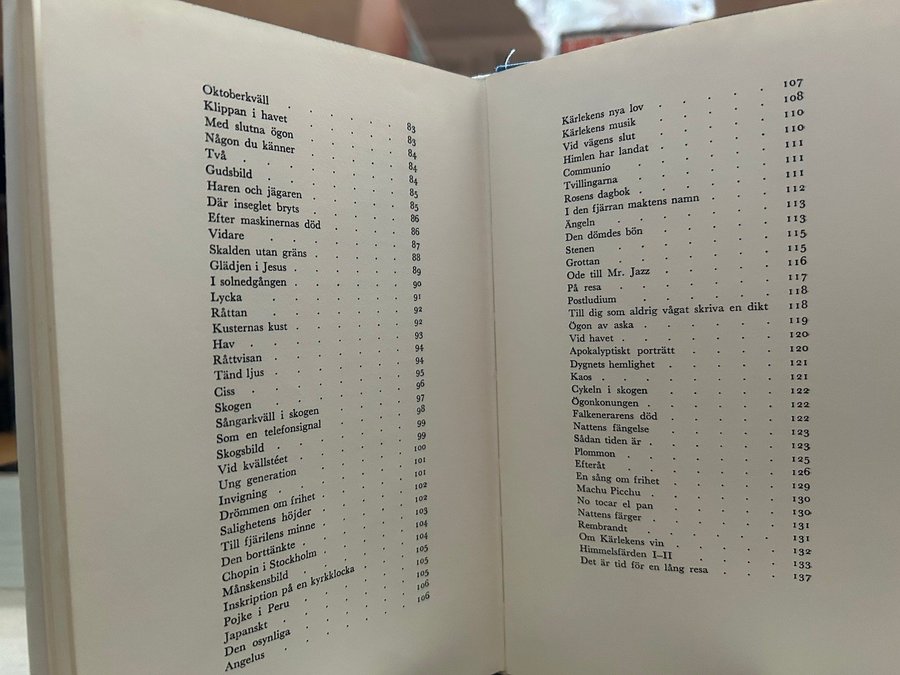 Oktoberkväll 83
Klippan i havet 83
Med slutna ögon 84
Någon du känner 84
Två 84
Gudsbild 85
Haren och jägaren 85
Där inseglet bryts 86
Efter maskinernas död 86
Vidare 87
Skalden utan gräns 88
Glädjen i Jesus 89
I solnedgången 90
Lycka 91
Råttan 92
Kusternas kust 92
Hav 93
Råttvisan 94
Tänd ljus 94
Ciss 95
Skogen 96
Sångarkväll i skogen 97
Som en telefonsignal 98
Skogsbild 99
Vid kvällstéet 99
Ung generation 100
Invigning 101
Drömmen om frihet 101
Salighetens höjder 102
Till fjärilens minne 102
Den borttänkte 103
Chopin i Stockholm 104
Månskensbild 104
Inskription på en kyrkklocka 105
Pojke i Peru 105
Japanskt 105
Den osynliga 106
Angelus 106
Kärlekens nya lov 107
Kärlekens musik 108
Vid vägens slut 110
Himlen har landat 110
Communio 111
Tvillingarna 111
Rosens dagbok 111
I den fjärran maktens namn 112
Ängeln 113
Den dömdes bön 113
Stenen 115
Grottan 115
Ode till Mr. Jazz 116
På resa 117
Postludium 118
Till dig som aldrig vågat skriva en dikt 118
Ögon av aska 119
Vid havet 120
Apokalyptiskt porträtt 120
Dygnets hemlighet 121
Kaos 121
Cykeln i skogen 122
Ögonkonungen 122
Falkenerarens död 122
Nattens fängelse 123
Sådan tiden är 123
Plommon 125
Efteråt 126
En sång om frihet 129
Machu Picchu 130
No tocar el pan 130
Nattens färger 131
Rembrandt 131
Om Kärlekens vin 132
Himmelsfärden I–II 133
Det är tid för en lång resa 137